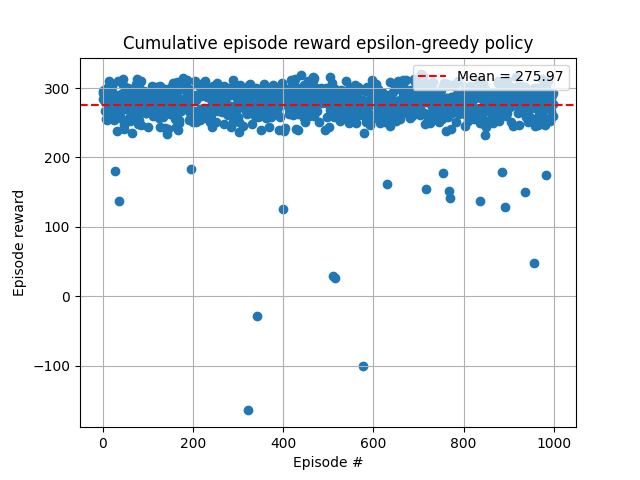 Cumulative episode reward epsilon-greedy policy
Mean = 275.97
Episode reward
300
200
100
0
−100
0 200 400 600 800 1000
Episode #